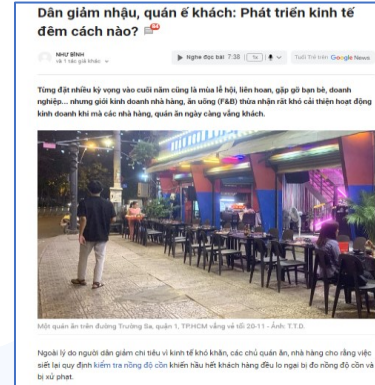 Dân giảm nhậu, quán ế khách: Phát triển kinh tế
đêm cách nào?
NHƯ BÌNH
và 1 tác giả khác
Nghe đọc bài 7:38
1x
Tuổi Trẻ trên Google News
Từng đặt nhiều kỳ vọng vào cuối năm cũng là mùa lễ hội, liên hoan, gặp gỡ bạn bè, doanh
nghiệp... nhưng giới kinh doanh nhà hàng, ăn uống (F&B) thừa nhận rất khó cải thiện hoạt động
kinh doanh khi mà các nhà hàng, quán ăn ngày càng vắng khách.
Một quán ăn trên đường Trường Sa, quận 1, TP.HCM vắng vẻ tối 20-11 - Ảnh: T.T.D.
Ngoài lý do người dân giảm chi tiêu vì kinh tế khó khăn, các chủ quán ăn, nhà hàng cho rằng việc
siết lại quy định kiểm tra nồng độ cồn khiến hầu hết khách hàng đều lo ngại bị đo nồng độ cồn và
bị xử phạt.